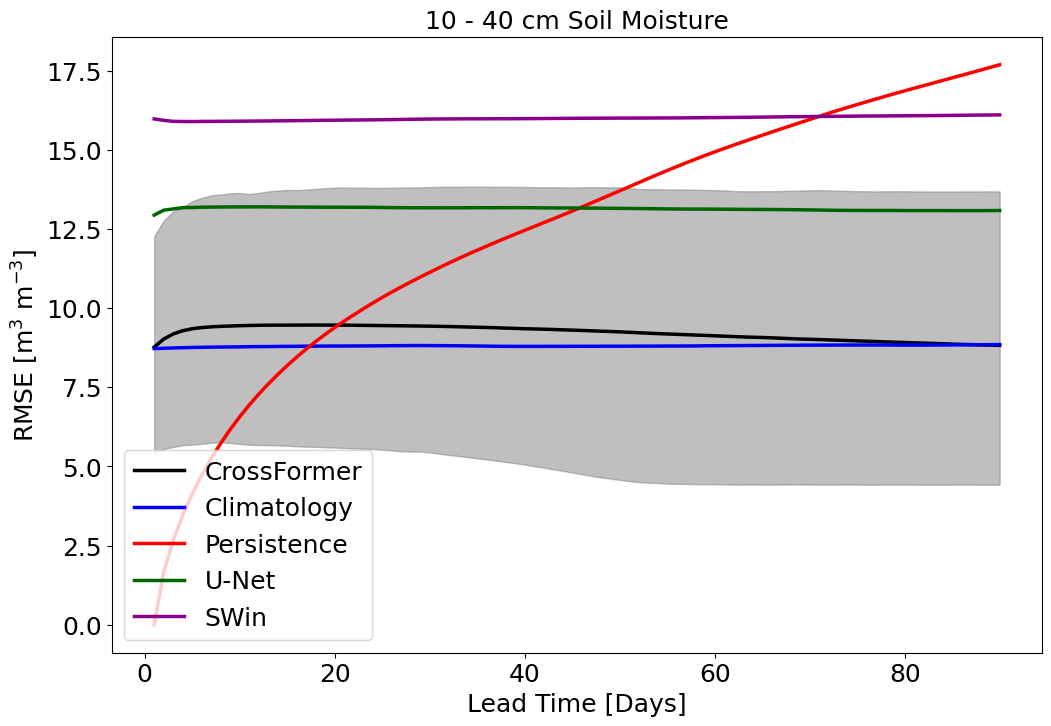 10 - 40 cm Soil Moisture
RMSE [m³ m⁻³]
17.5
15.0
12.5
10.0
7.5
5.0
2.5
0.0
CrossFormer
Climatology
Persistence
U-Net
SWin
0 20 40 60 80
Lead Time [Days]